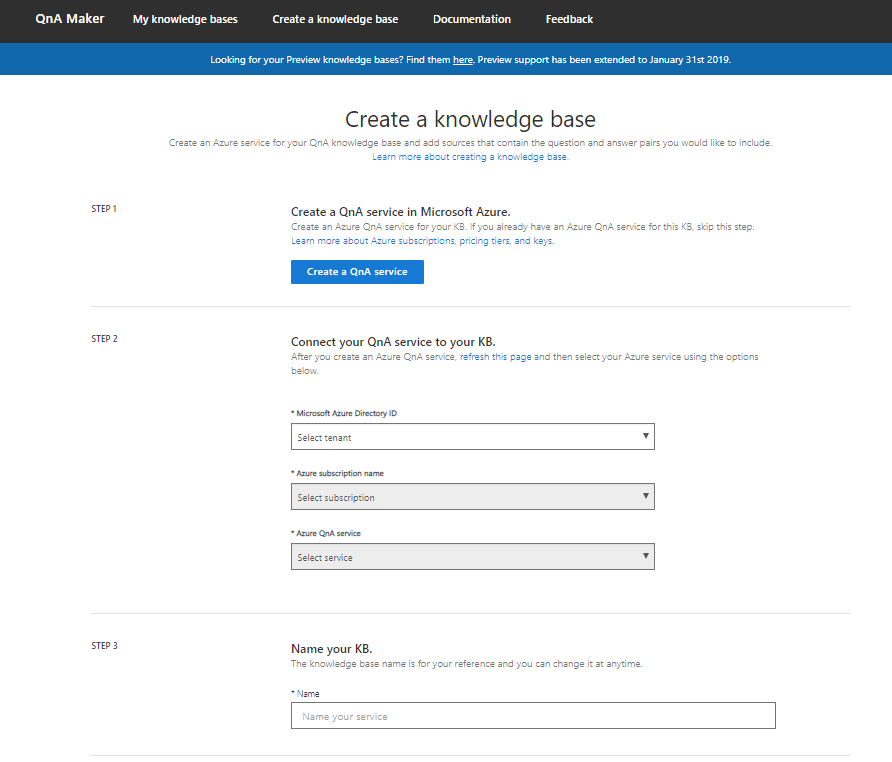 QnA Maker My knowledge bases Create a knowledge base Documentation Feedback
Looking for your Preview knowledge bases? Find them here. Preview support has been extended to January 31st 2019.
Create a knowledge base
Create an Azure service for your QnA knowledge base and add sources that contain the question and answer pairs you would like to include.
Learn more about creating a knowledge base.
STEP 1
Create a QnA service in Microsoft Azure.
Create an Azure QnA service for your KB. If you already have an Azure QnA service for this KB, skip this step.
Learn more about Azure subscriptions, pricing tiers, and keys.
Create a QnA service
STEP 2
Connect your QnA service to your KB.
After you create an Azure QnA service, refresh this page and then select your Azure service using the options
below.
* Microsoft Azure Directory ID
Select tenant
* Azure subscription name
Select subscription
* Azure QnA service
Select service
STEP 3
Name your KB.
The knowledge base name is for your reference and you can change it at anytime.
* Name
Name your service